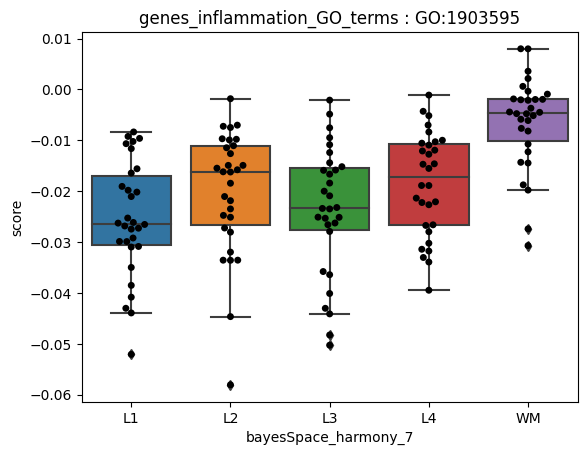 genes_inflammation_GO_terms : GO:1903595
0.01
0.00
−0.01
−0.02
−0.03
−0.04
−0.05
−0.06
score
L1 L2 L3 L4 WM
bayesSpace_harmony_7